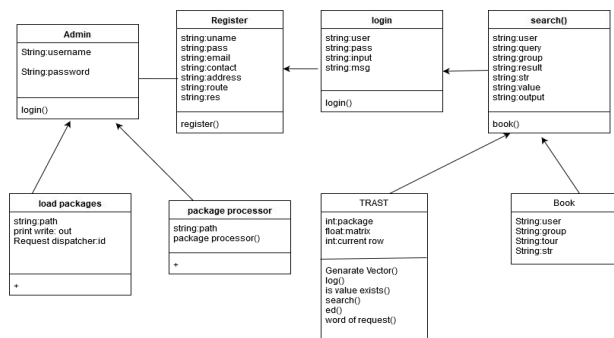 Admin
String:username
String:password
login()
Register
string:uname
string:pass
string:email
string:contact
string:address
string:route
string:res
register()
login
string:user
string:pass
string:input
string:msg
login()
search()
string:user
string:query
string:group
string:result
string:str
string:value
string:output
book()
load packages
string:path
print write: out
Request dispatcher:id
+
package processor
string:path
package processor()
+
TRAST
int:package
float:matrix
int:current row
Genarate Vector()
log()
is value exists()
search()
ed()
word of request()
Book
String:user
String:group
String:tour
String:str